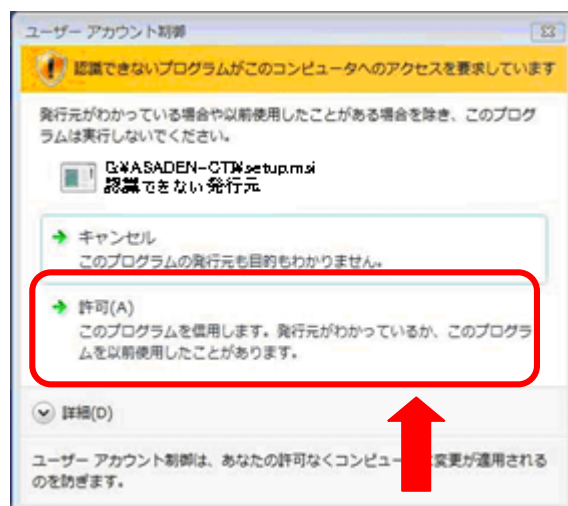 ユーザー アカウント制御
認識できないプログラムがこのコンピュータへのアクセスを要求しています
発行元がわかっている場合や以前使用したことがある場合を除き、このプログ
ラムは実行しないでください。
G:¥ASADEN-CT¥setup.msi
認識できない発行元
キャンセル
このプログラムの発行元も目的もわかりません。
許可(A)
このプログラムを信用します。発行元がわかっているか、このプログラ
ムを以前使用したことがあります。
詳細(D)
ユーザー アカウント制御は、あなたの許可なくコンピュー 変更が適用される
のを防ぎます。